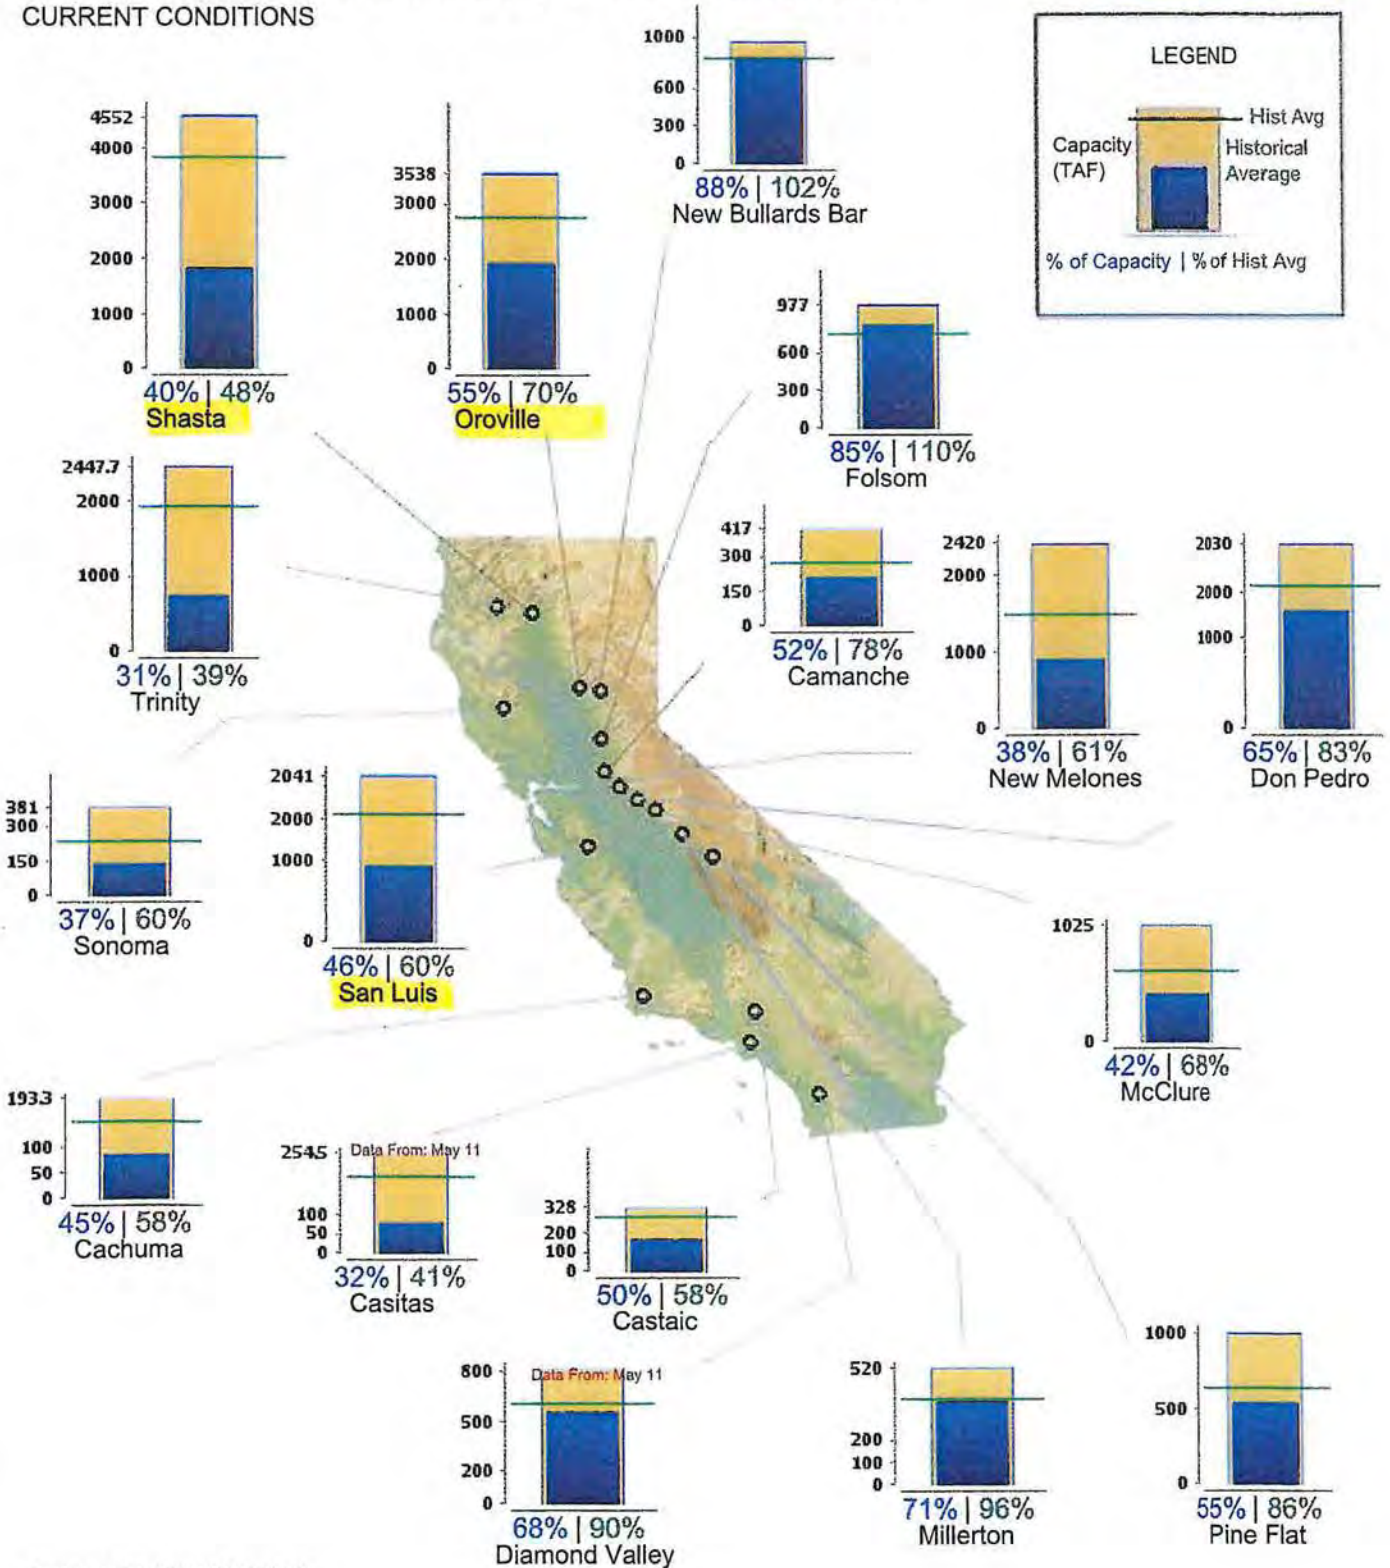 CURRENT CONDITIONS
LEGEND
Hist Avg
Capacity
(TAF)
Historical
Average
% of Capacity | % of Hist Avg
1000
600
300
0
88% | 102%
New Bullards Bar
4552
4000
3000
2000
1000
0
40% | 48%
Shasta
3538
3000
2000
1000
0
55% | 70%
Oroville
977
600
300
0
85% | 110%
Folsom
2447.7
2000
1000
0
31% | 39%
Trinity
417
300
150
0
52% | 78%
Camanche
2420
2000
1000
0
38% | 61%
New Melones
2030
2000
1000
0
65% | 83%
Don Pedro
381
300
150
0
37% | 60%
Sonoma
2041
2000
1000
0
46% | 60%
San Luis
1025
0
42% | 68%
McClure
193.3
100
50
0
45% | 58%
Cachuma
Data From: May 11
254.5
100
50
0
32% | 41%
Casitas
328
200
100
0
50% | 58%
Castaic
Data From: May 11
800
500
200
0
68% | 90%
Diamond Valley
520
200
100
0
71% | 96%
Millerton
1000
500
0
55% | 86%
Pine Flat